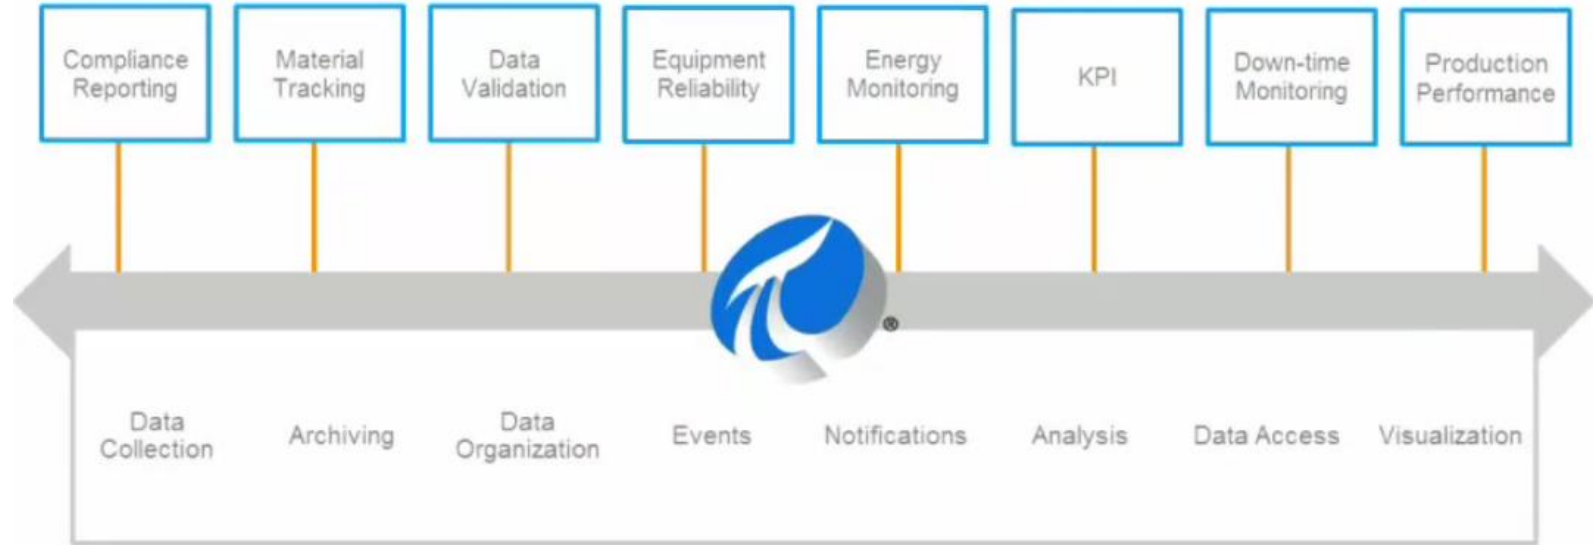 Compliance
Reporting
Material
Tracking
Data
Validation
Equipment
Reliability
Energy
Monitoring
KPI
Down-time
Monitoring
Production
Performance
®
Data
Collection
Archiving
Data
Organization
Events
Notifications
Analysis
Data Access
Visualization